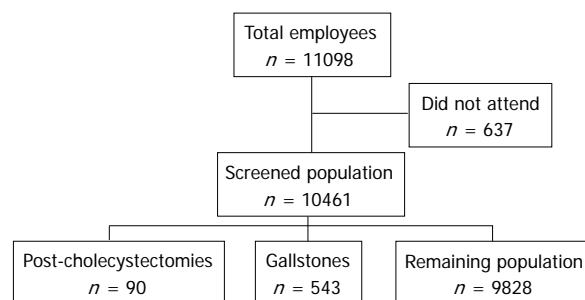 Total employees
n = 11098
Did not attend
n = 637
Screened population
n = 10461
Post-cholecystectomies
n = 90
Gallstones
n = 543
Remaining population
n = 9828